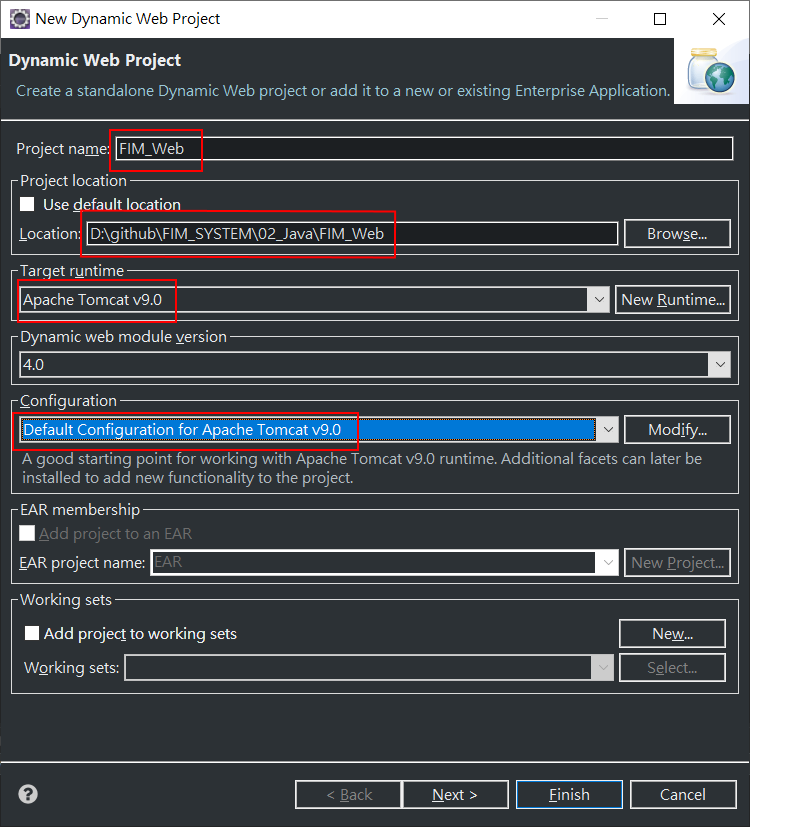 New Dynamic Web Project
Dynamic Web Project
Create a standalone Dynamic Web project or add it to a new or existing Enterprise Application.
Project name: FIM_Web
Project location
Use default location
Location: D:\github\FIM_SYSTEM\02_Java\FIM_Web Browse...
Target runtime
Apache Tomcat v9.0 New Runtime...
Dynamic web module version
4.0
Configuration
Default Configuration for Apache Tomcat v9.0 Modify...
A good starting point for working with Apache Tomcat v9.0 runtime. Additional facets can later be
installed to add new functionality to the project.
EAR membership
Add project to an EAR
EAR project name: EAR New Project...
Working sets
Add project to working sets New...
Working sets: Select...
? < Back Next > Finish Cancel